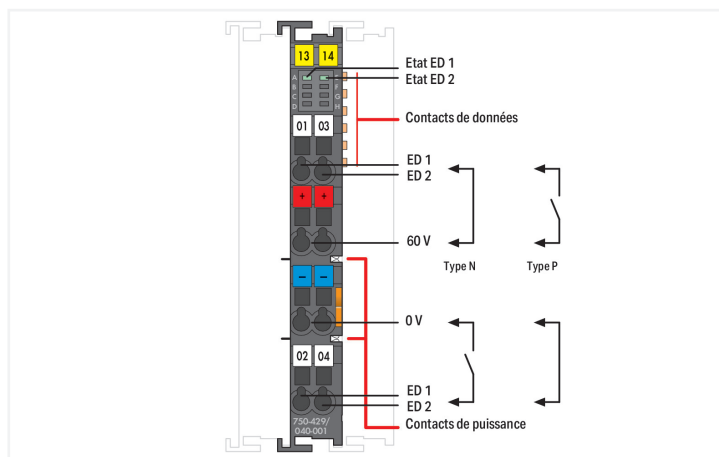 13 14
Etat ED 1
Etat ED 2
A E
B F
C G
D H
Contacts de données
01 03
ED 1
ED 2
+ +
60 V
Type N Type P
– –
0 V
02 04
ED 1
ED 2
750-429/
040-001
Contacts de puissance